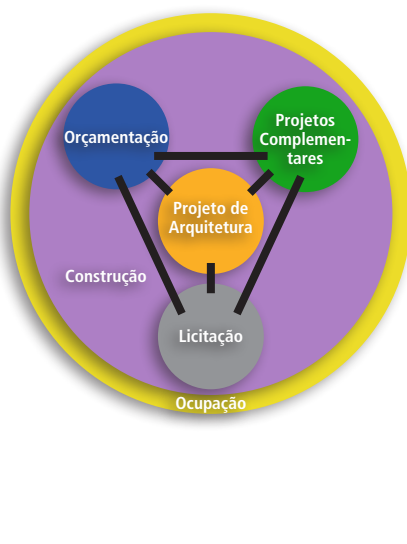 Orçamentação
Projetos
Complemen-
tares
Projeto de
Arquitetura
Construção
Licitação
Ocupação